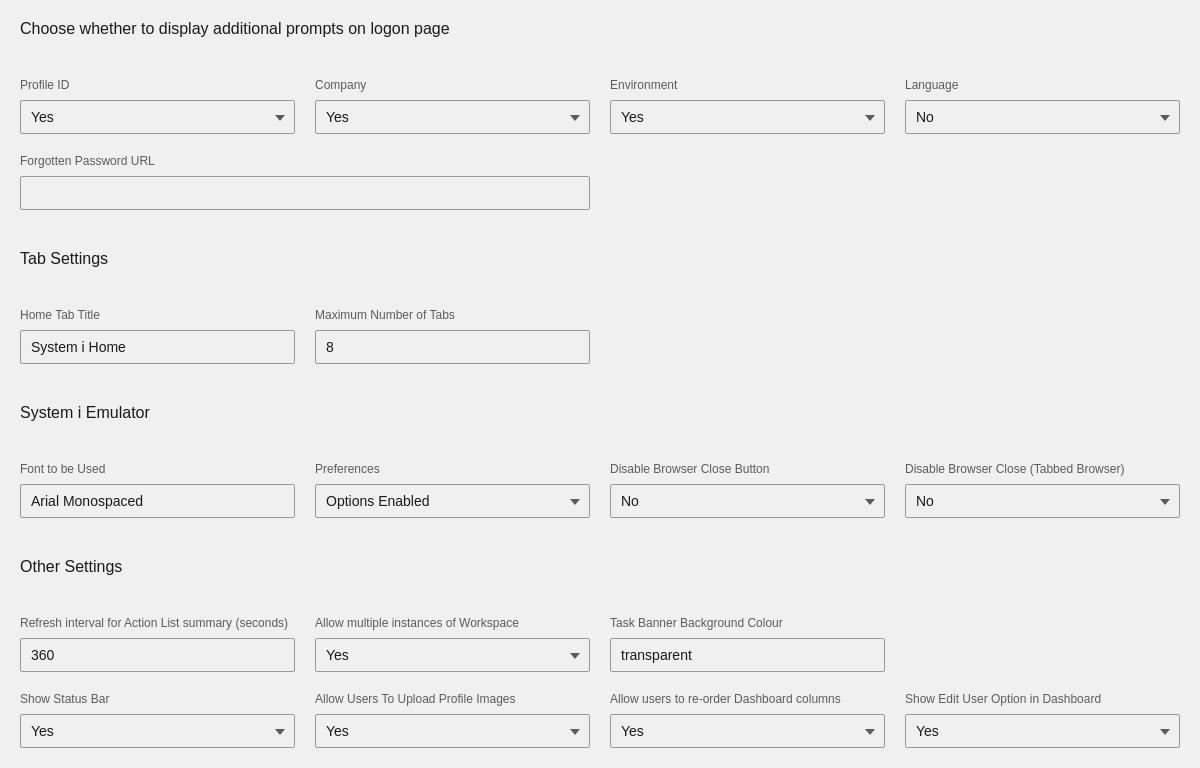 Choose whether to display additional prompts on logon page
Profile ID Company Environment Language
Yes Yes Yes No
Forgotten Password URL
Tab Settings
Home Tab Title Maximum Number of Tabs
System i Home 8
System i Emulator
Font to be Used Preferences Disable Browser Close Button Disable Browser Close (Tabbed Browser)
Arial Monospaced Options Enabled No No
Other Settings
Refresh interval for Action List summary (seconds) Allow multiple instances of Workspace Task Banner Background Colour
360 Yes transparent
Show Status Bar Allow Users To Upload Profile Images Allow users to re-order Dashboard columns Show Edit User Option in Dashboard
Yes Yes Yes Yes